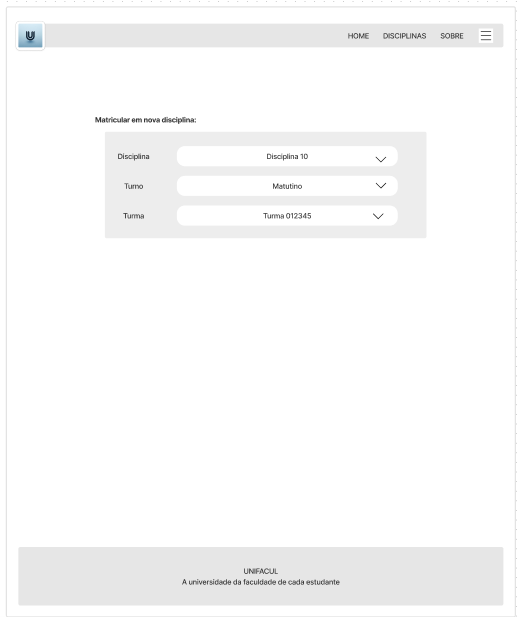 HOME DISCIPLINAS SOBRE
Matricular em nova disciplina:
Disciplina Disciplina 10
Turno Matutino
Turma Turma 012345
UNIFACUL
A universidade da faculdade de cada estudante